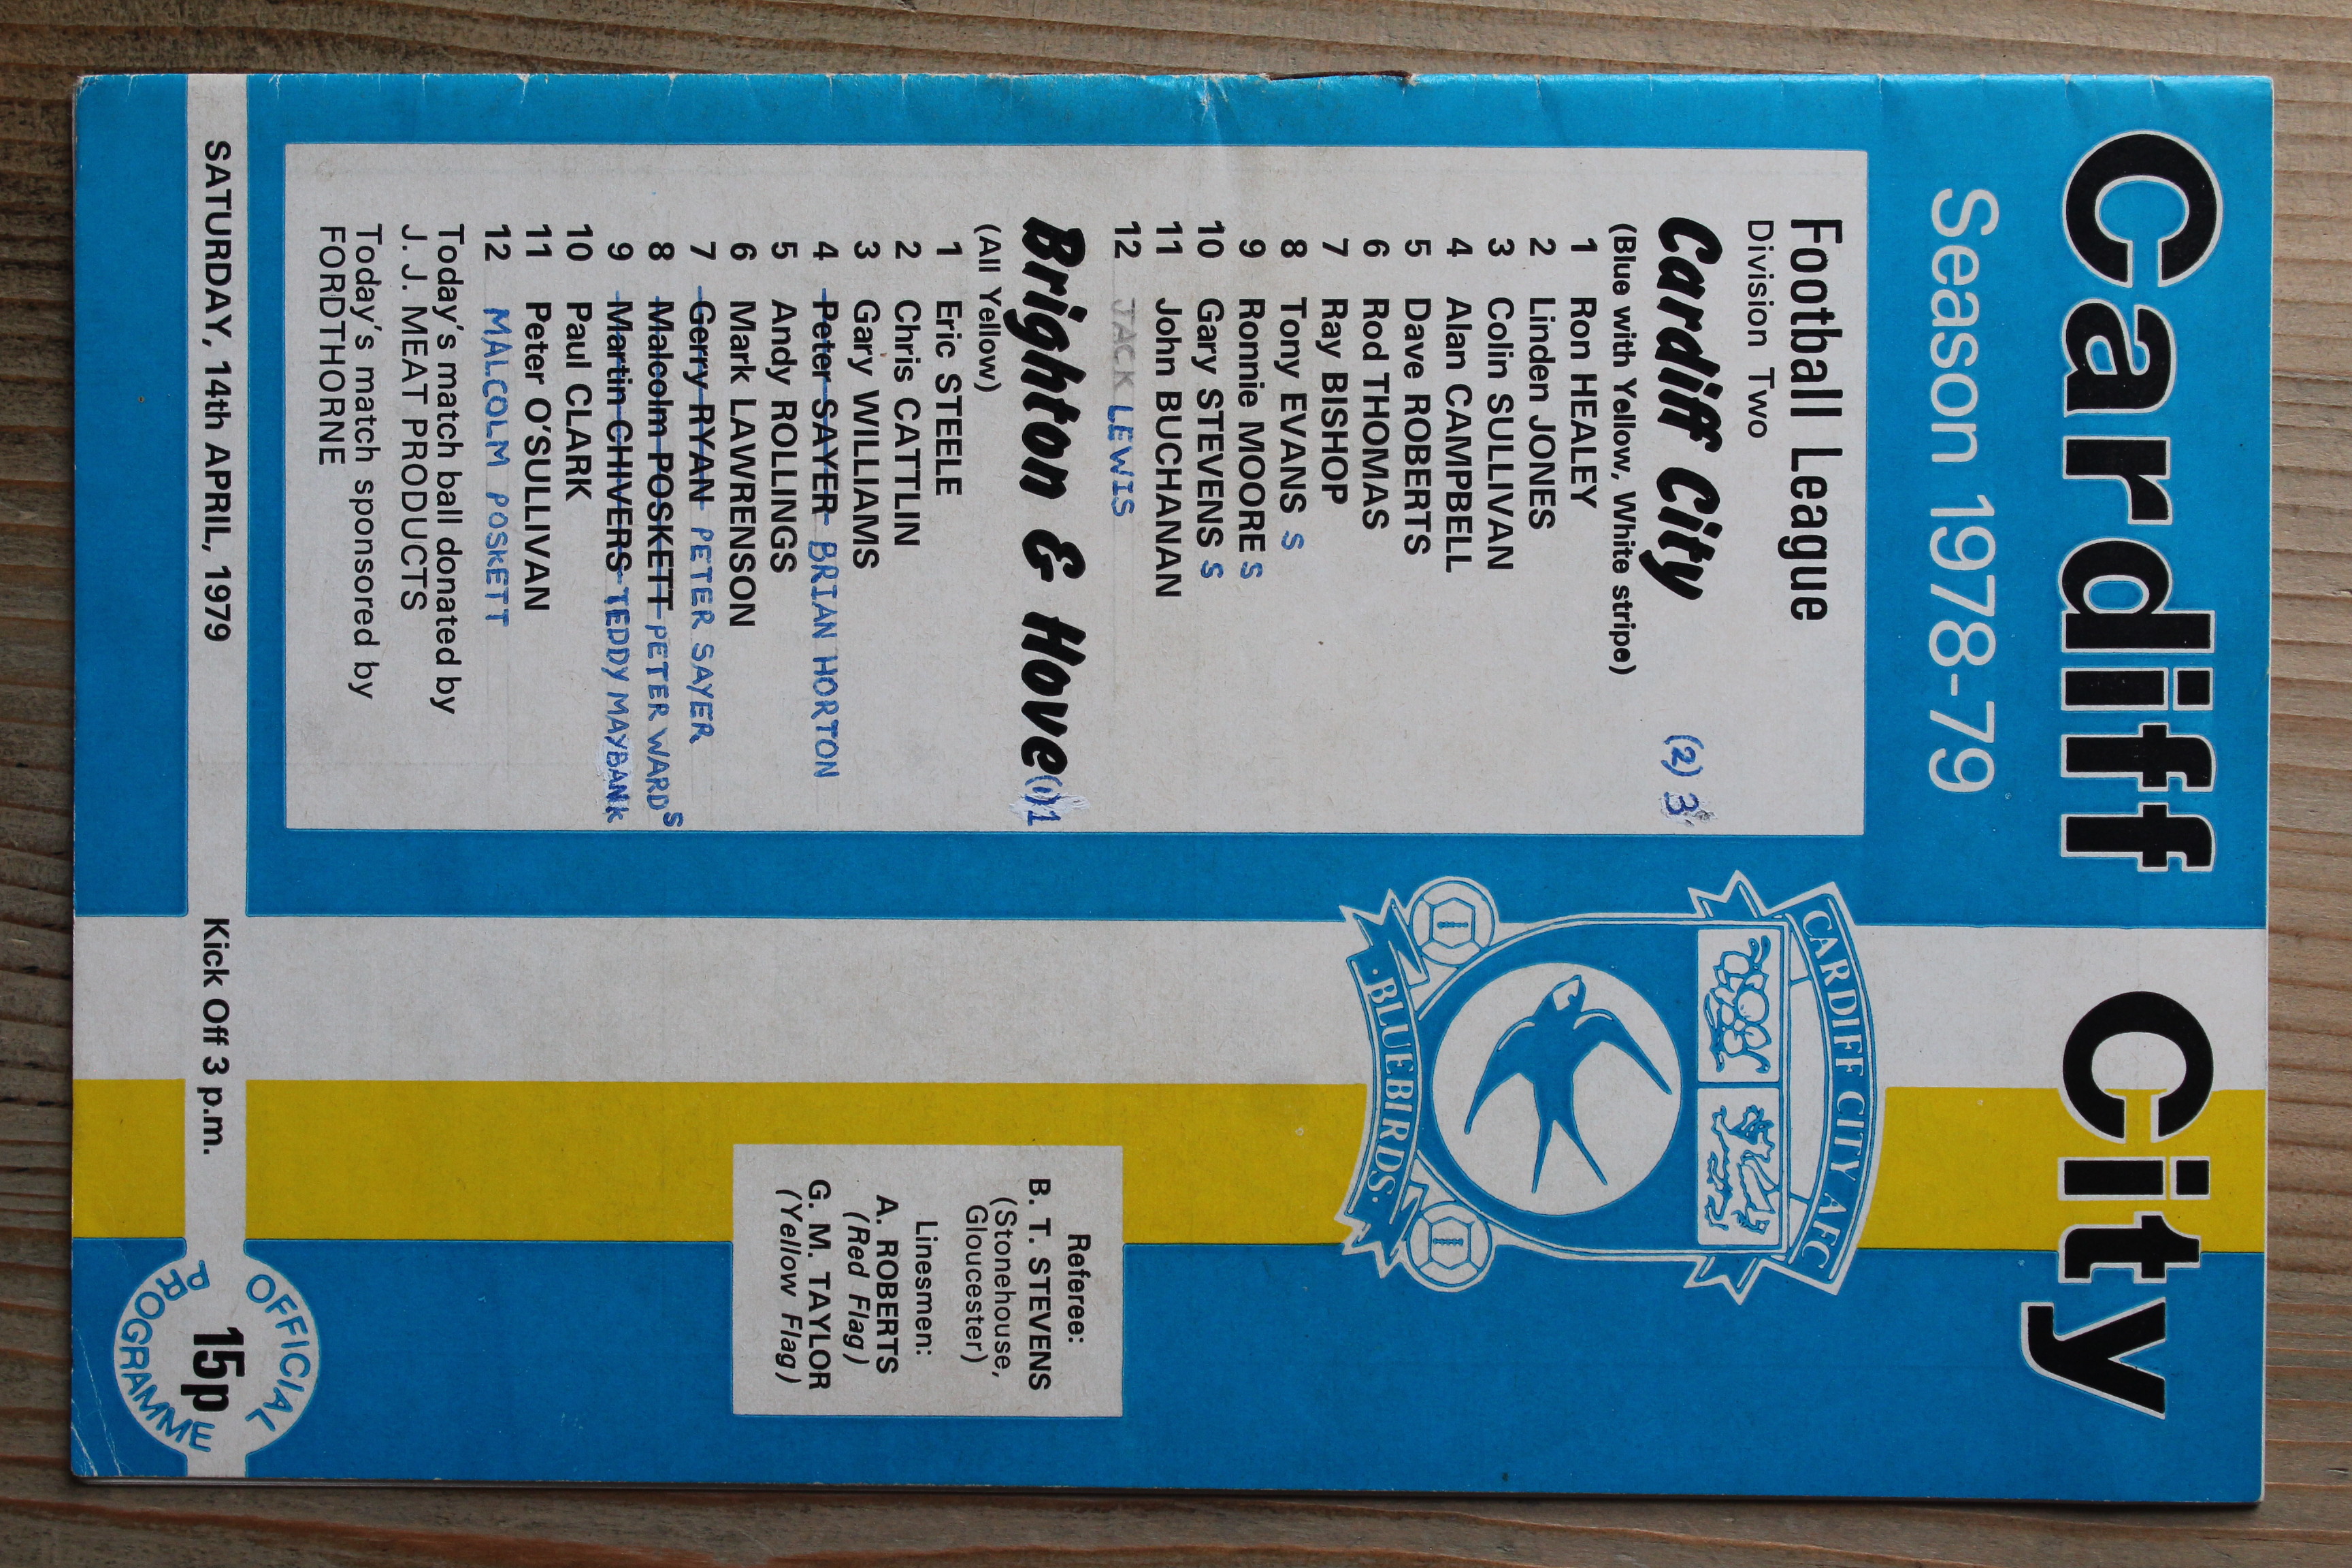 Cardiff City
Season 1978-79
Football League
Division Two
Cardiff City (2) 3
(Blue with Yellow, White stripe)
1 Ron HEALEY
2 Linden JONES
3 Colin SULLIVAN
4 Alan CAMPBELL
5 Dave ROBERTS
6 Rod THOMAS
7 Ray BISHOP
8 Tony EVANS S
9 Ronnie MOORE S
10 Gary STEVENS S
11 John BUCHANAN
12 JACK LEWIS
Brighton & Hove (1) 1
(All Yellow)
1 Eric STEELE
2 Chris CATTLIN
3 Gary WILLIAMS
4 Peter SAYER BRIAN HORTON
5 Andy ROLLINGS
6 Mark LAWRENSON
7 Gerry RYAN PETER SAYER
8 Malcolm POSKETT PETER WARD S
9 Martin CHIVERS TEDDY MAYBANK
10 Paul CLARK
11 Peter O'SULLIVAN
12 MALCOLM POSKETT
Today's match ball donated by
J. J. MEAT PRODUCTS
Today's match sponsored by
FORDTHORNE
CARDIFF CITY AFC
·BLUEBIRDS·
Referee:
B. T. STEVENS
(Stonehouse,
Gloucester)
Linesmen:
A. ROBERTS
(Red Flag)
G. M. TAYLOR
(Yellow Flag)
SATURDAY, 14th APRIL, 1979 Kick Off 3 p.m.
OFFICIAL
15p
PROGRAMME